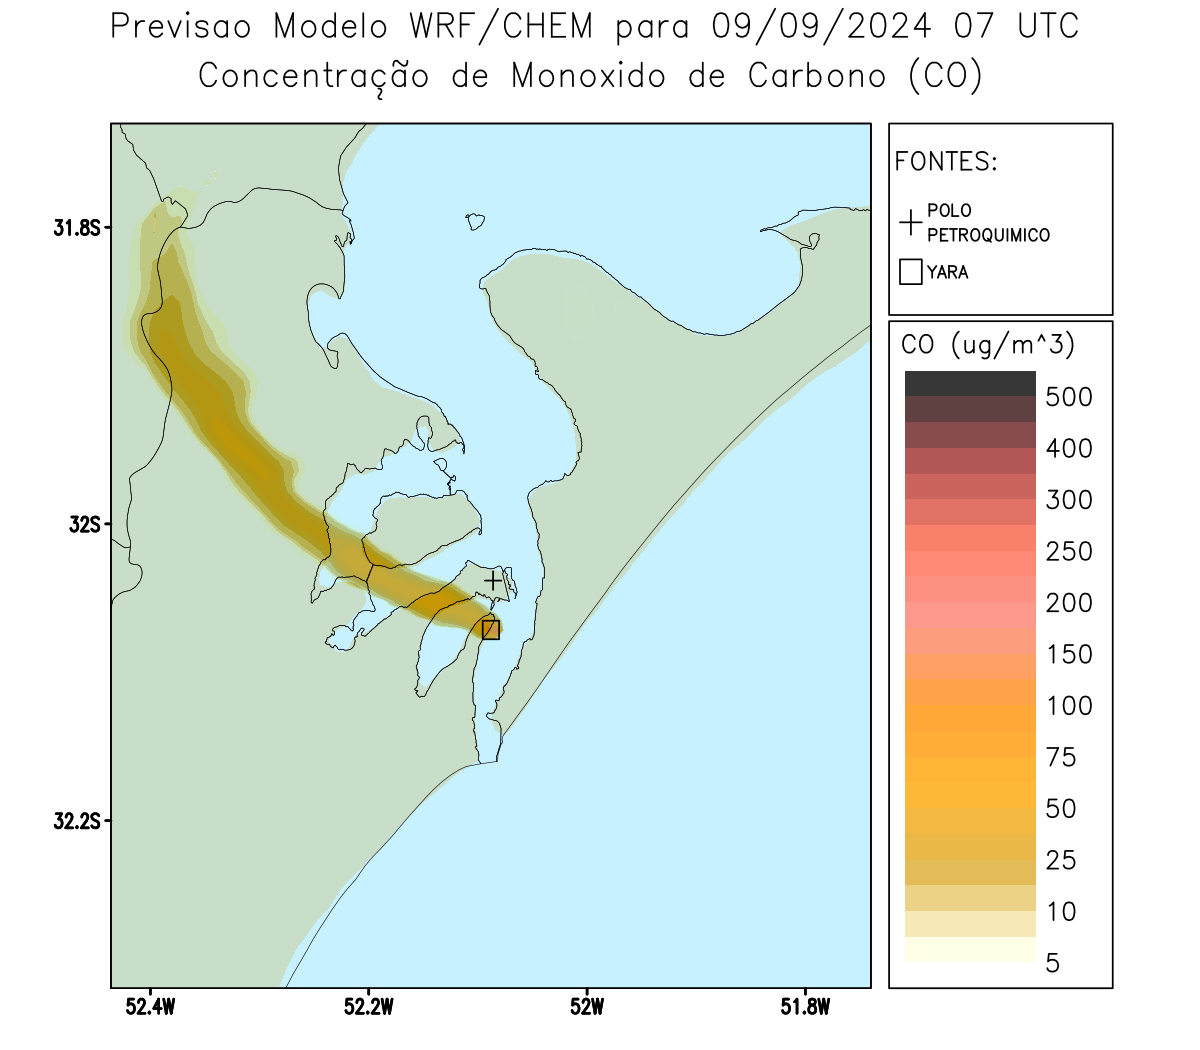 Previsao Modelo WRF/CHEM para 09/09/2024 07 UTC
Concentração de Monoxido de Carbono (CO)
FONTES:
POLO
PETROQUIMICO
YARA
CO (ug/m^3)
500
400
300
250
200
150
100
75
50
25
10
5
31.8S
32S
32.2S
52.4W
52.2W
52W
51.8W